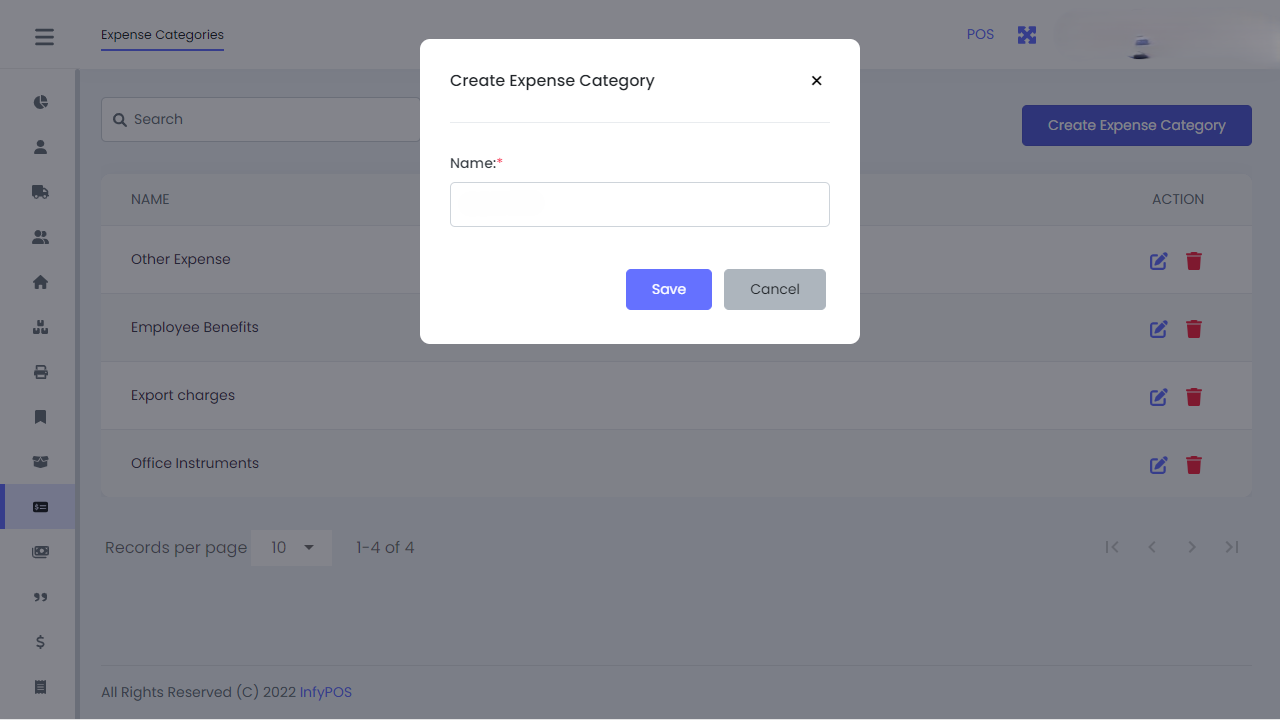 Expense Categories
POS
Create Expense Category
Search
Create Expense Category
Name:*
NAME
ACTION
Other Expense
Save
Cancel
Employee Benefits
Export charges
Office Instruments
Records per page 10 1-4 of 4
All Rights Reserved (C) 2022 InfyPOS